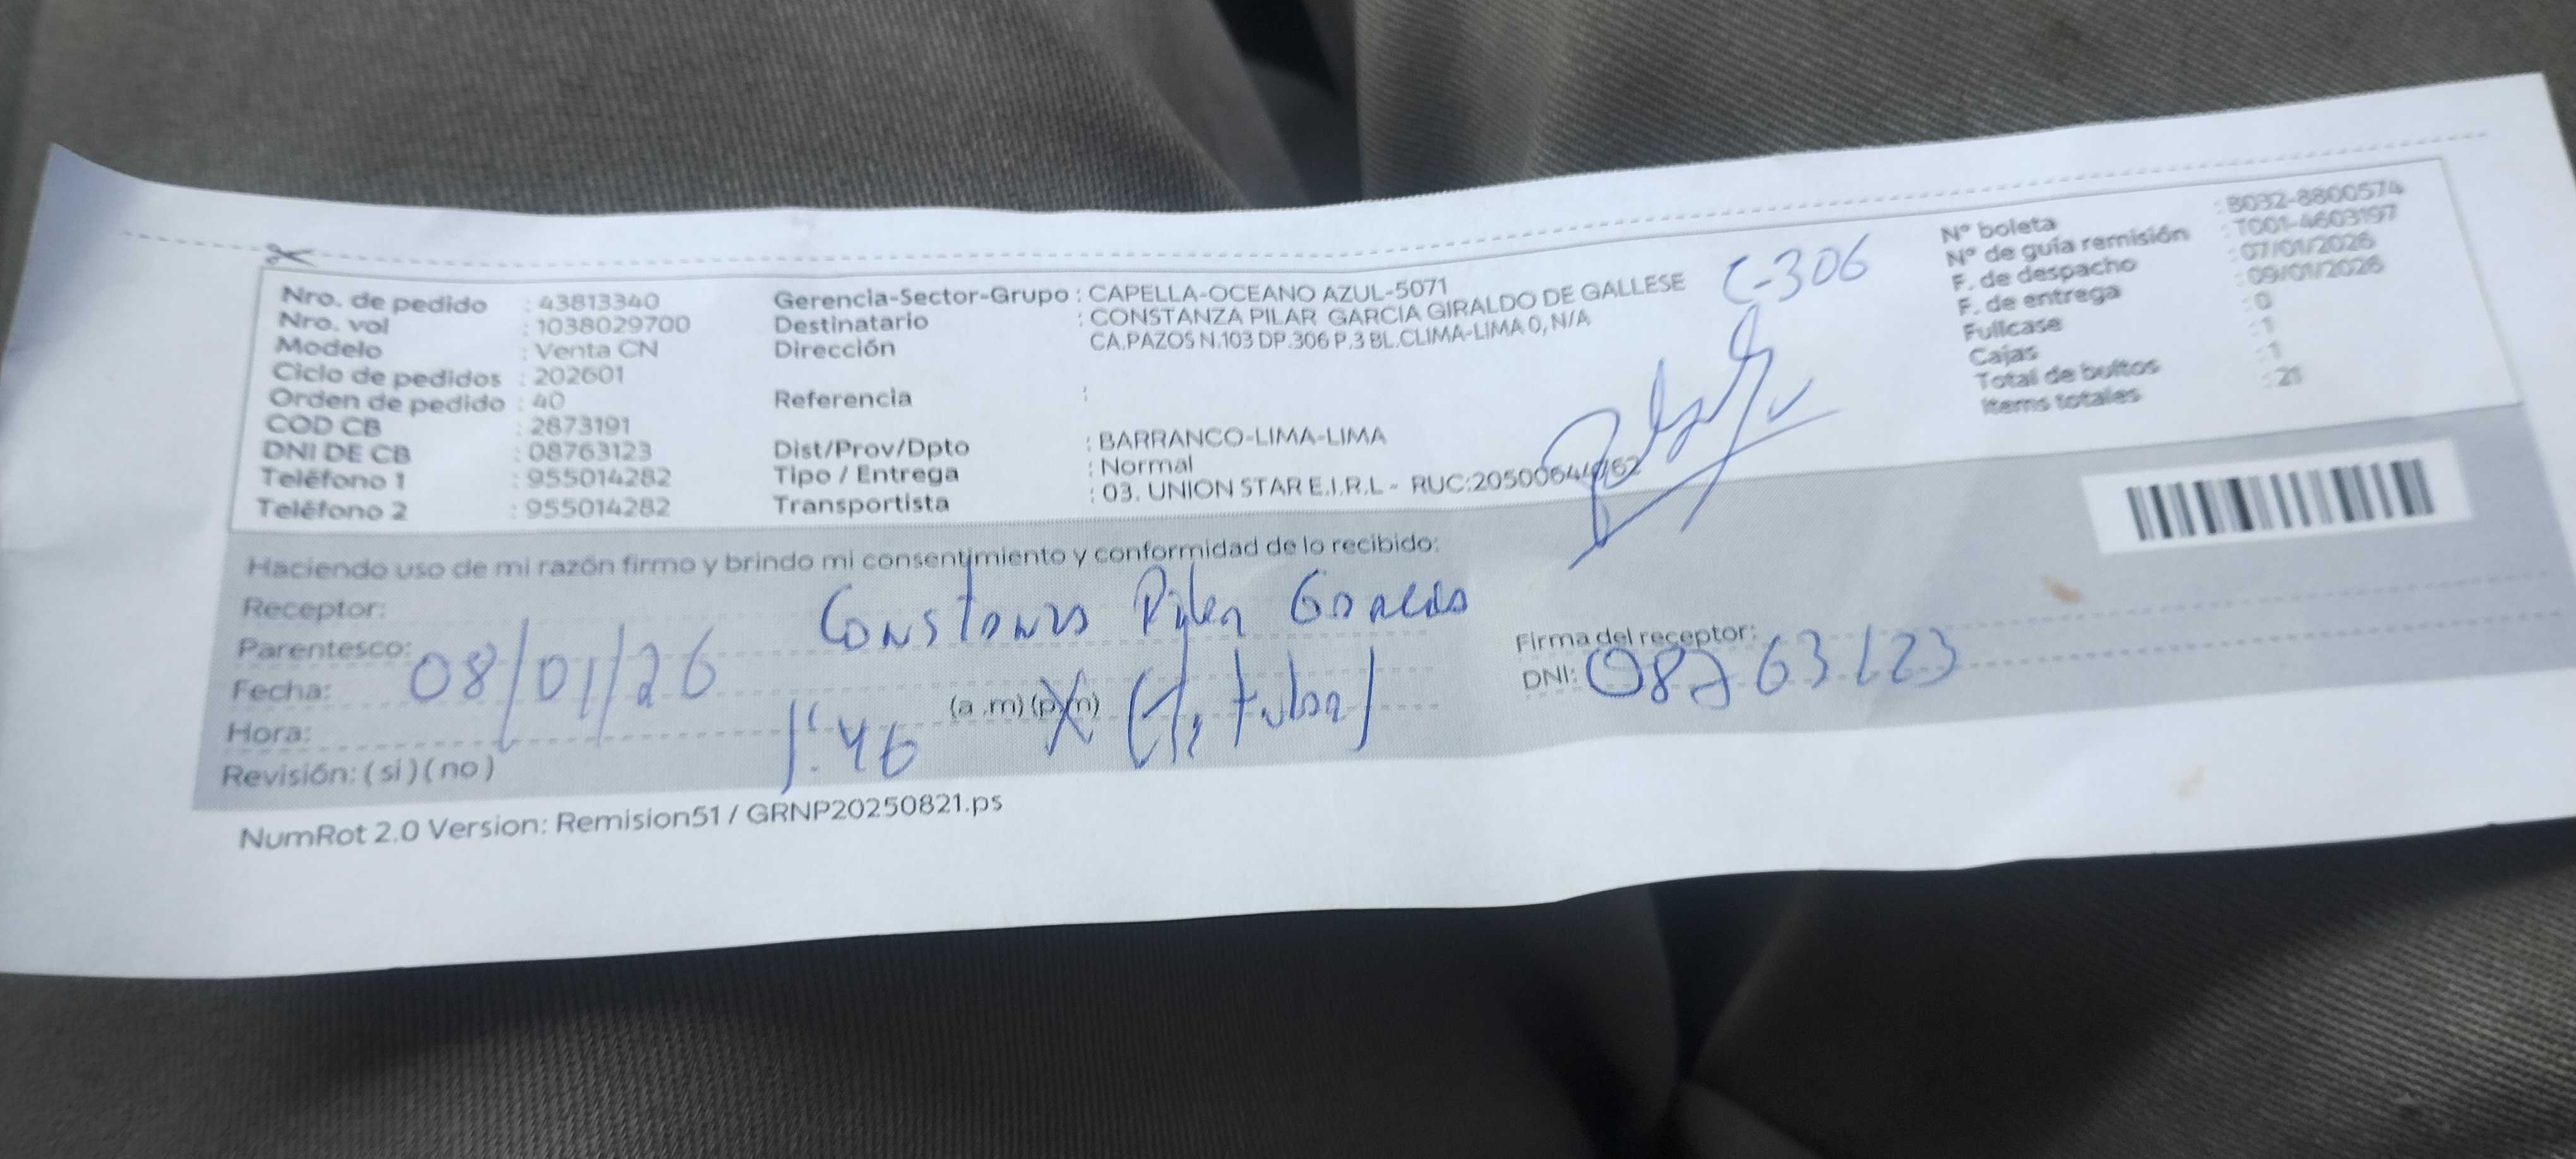 Nro. de pedido : 43813340
Nro. vol : 1038029700
Modelo : Venta CN
Ciclo de pedidos : 202601
Orden de pedido : 40
COD CB : 2873191
DNI DE CB : 08763123
Teléfono 1 : 955014282
Teléfono 2 : 955014282
Gerencia-Sector-Grupo : CAPELLA-OCEANO AZUL-5071
Destinatario : CONSTANZA PILAR GARCIA GIRALDO DE GALLESE
Dirección CA.PAZOS N.103 DP.306 P.3 BL.CLIMA-LIMA 0, N/A
Referencia :
Dist/Prov/Dpto : BARRANCO-LIMA-LIMA
Tipo / Entrega : Normal
Transportista : 03. UNION STAR E.I.R.L - RUC:
C-306
Nº boleta : B032-8800574
Nº de guía remisión : T001-4603197
F. de despacho : 07/01/2026
F. de entrega : 09/01/2026
Fullcase : 0
Cajas : 1
Total de bultos : 1
Items totales : 21
Haciendo uso de mi razón firmo y brindo mi consentimiento y conformidad de lo recibido:
Receptor:
Parentesco:
Fecha: 08/01/26
Hora: 1:46 (a .m) (p.m) (Titular)
Revisión: ( si ) ( no )
Firma del receptor:
DNI: 08763123
NumRot 2.0 Version: Remision51 / GRNP20250821.ps